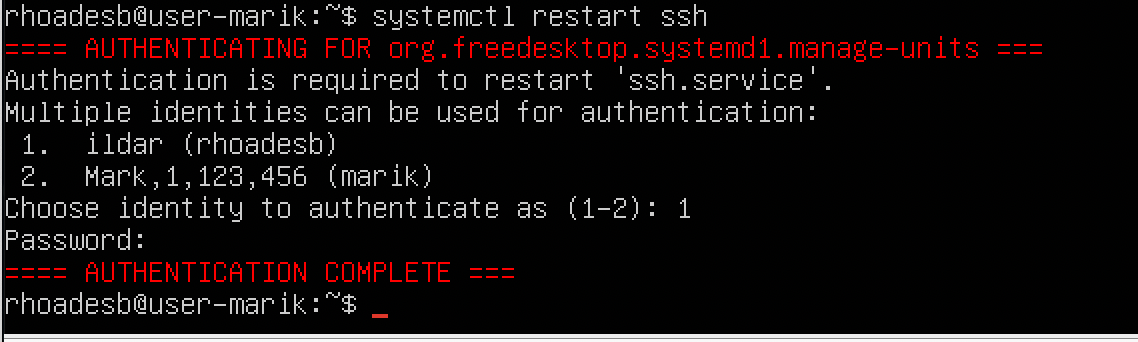 rhoadesb@user-marik:~$ systemctl restart ssh
==== AUTHENTICATING FOR org.freedesktop.systemd1.manage-units ===
Authentication is required to restart 'ssh.service'.
Multiple identities can be used for authentication:
 1.  ildar (rhoadesb)
 2.  Mark,1,123,456 (marik)
Choose identity to authenticate as (1-2): 1
Password:
==== AUTHENTICATION COMPLETE ===
rhoadesb@user-marik:~$ _